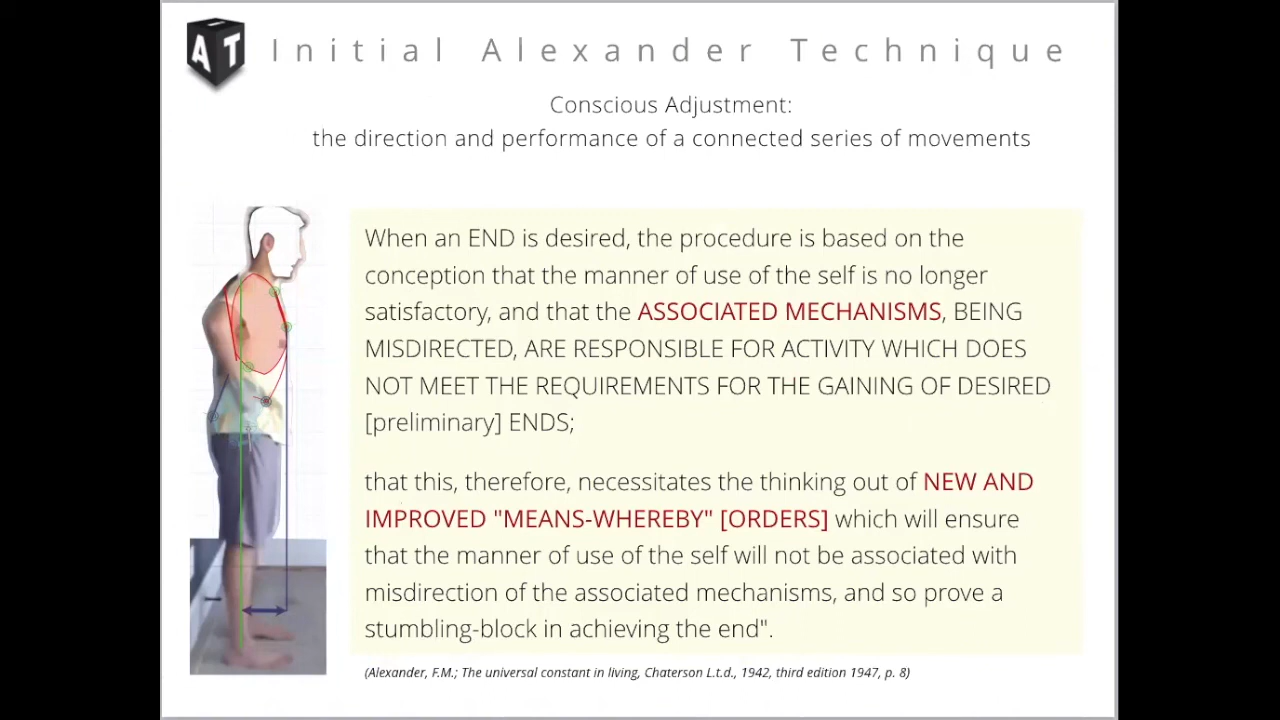 AT
Initial Alexander Technique
Conscious Adjustment:
the direction and performance of a connected series of movements
When an END is desired, the procedure is based on the
conception that the manner of use of the self is no longer
satisfactory, and that the ASSOCIATED MECHANISMS, BEING
MISDIRECTED, ARE RESPONSIBLE FOR ACTIVITY WHICH DOES
NOT MEET THE REQUIREMENTS FOR THE GAINING OF DESIRED
[preliminary] ENDS;
that this, therefore, necessitates the thinking out of NEW AND
IMPROVED "MEANS-WHEREBY" [ORDERS] which will ensure
that the manner of use of the self will not be associated with
misdirection of the associated mechanisms, and so prove a
stumbling-block in achieving the end".
(Alexander, F.M.; The universal constant in living, Chaterson L.t.d., 1942, third edition 1947, p. 8)